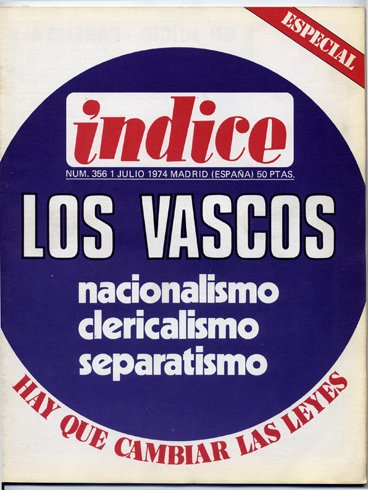 ESPECIAL
índice
NUM. 356 1 JULIO 1974 MADRID (ESPAÑA) 50 PTAS.
LOS VASCOS
nacionalismo
clericalismo
separatismo
HAY QUE CAMBIAR LAS LEYES